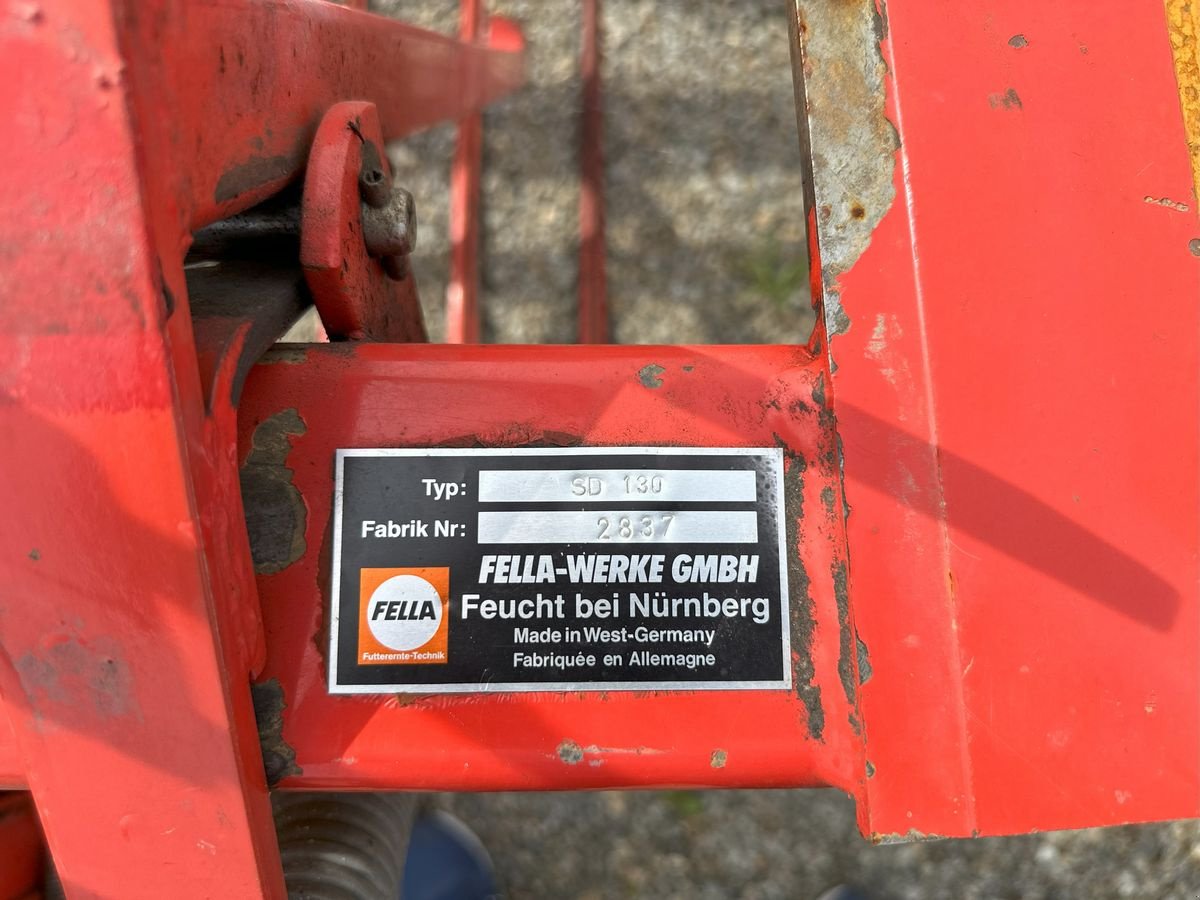 Typ: SD 130
Fabrik Nr: 2837
FELLA-WERKE GMBH
FELLA
Feucht bei Nürnberg
Made in West-Germany
Futterernte-Technik
Fabriquée en Allemagne